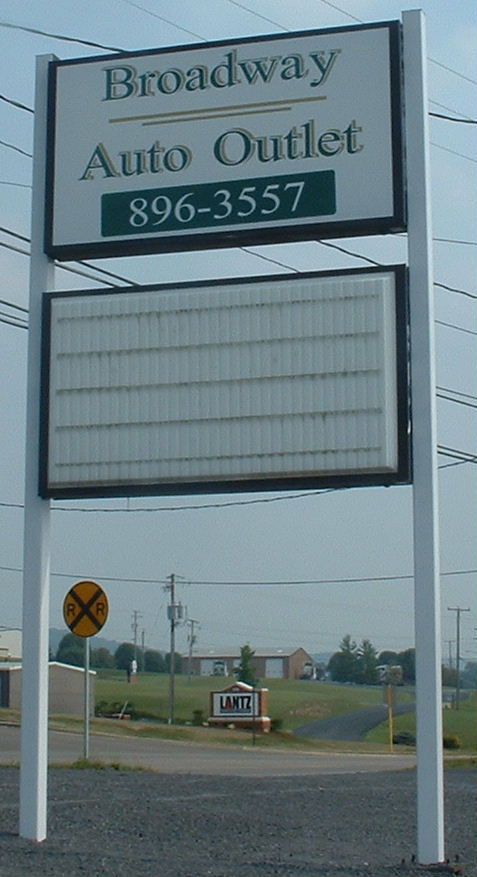 Broadway
Auto Outlet
896-3557
R R
LANTZ